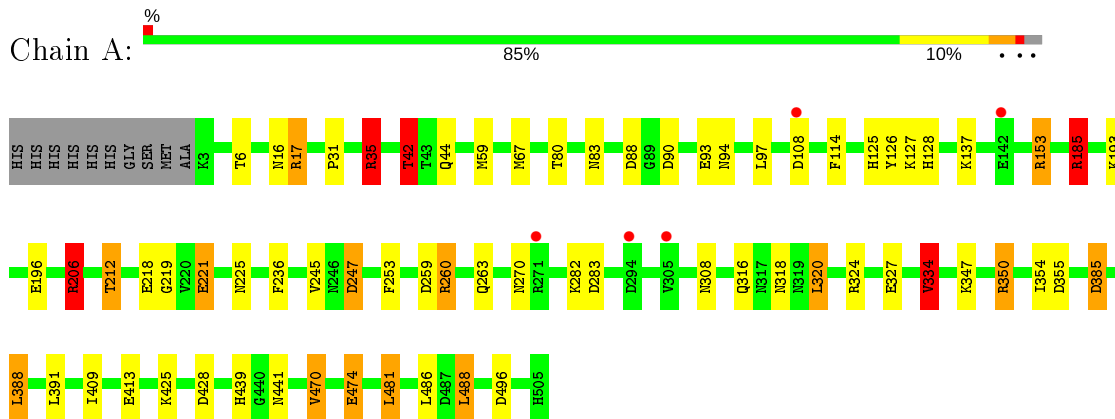 %
Chain A:
85%
10%
HIS HIS HIS HIS HIS HIS GLY SER MET ALA K3 T6 N16 R17 P31 R35 T42 T43 Q44 M59 M67 T80 N83 D88 G89 D90 E93 N94 L97 D108 F114 H125 Y126 K127 H128 K137 E142 R153 R185 K193
E196 R206 T212 E218 G219 V220 E221 N225 F236 V245 N246 D247 F253 D259 R260 Q263 N270 R271 K282 D283 D294 V305 N308 Q316 N317 N318 N319 L320 R324 E327 V334 K347 R350 I354 D355 D385
L388 L391 I409 E413 K425 D428 H439 G440 N441 V470 E474 L481 L486 D487 L488 D496 H505